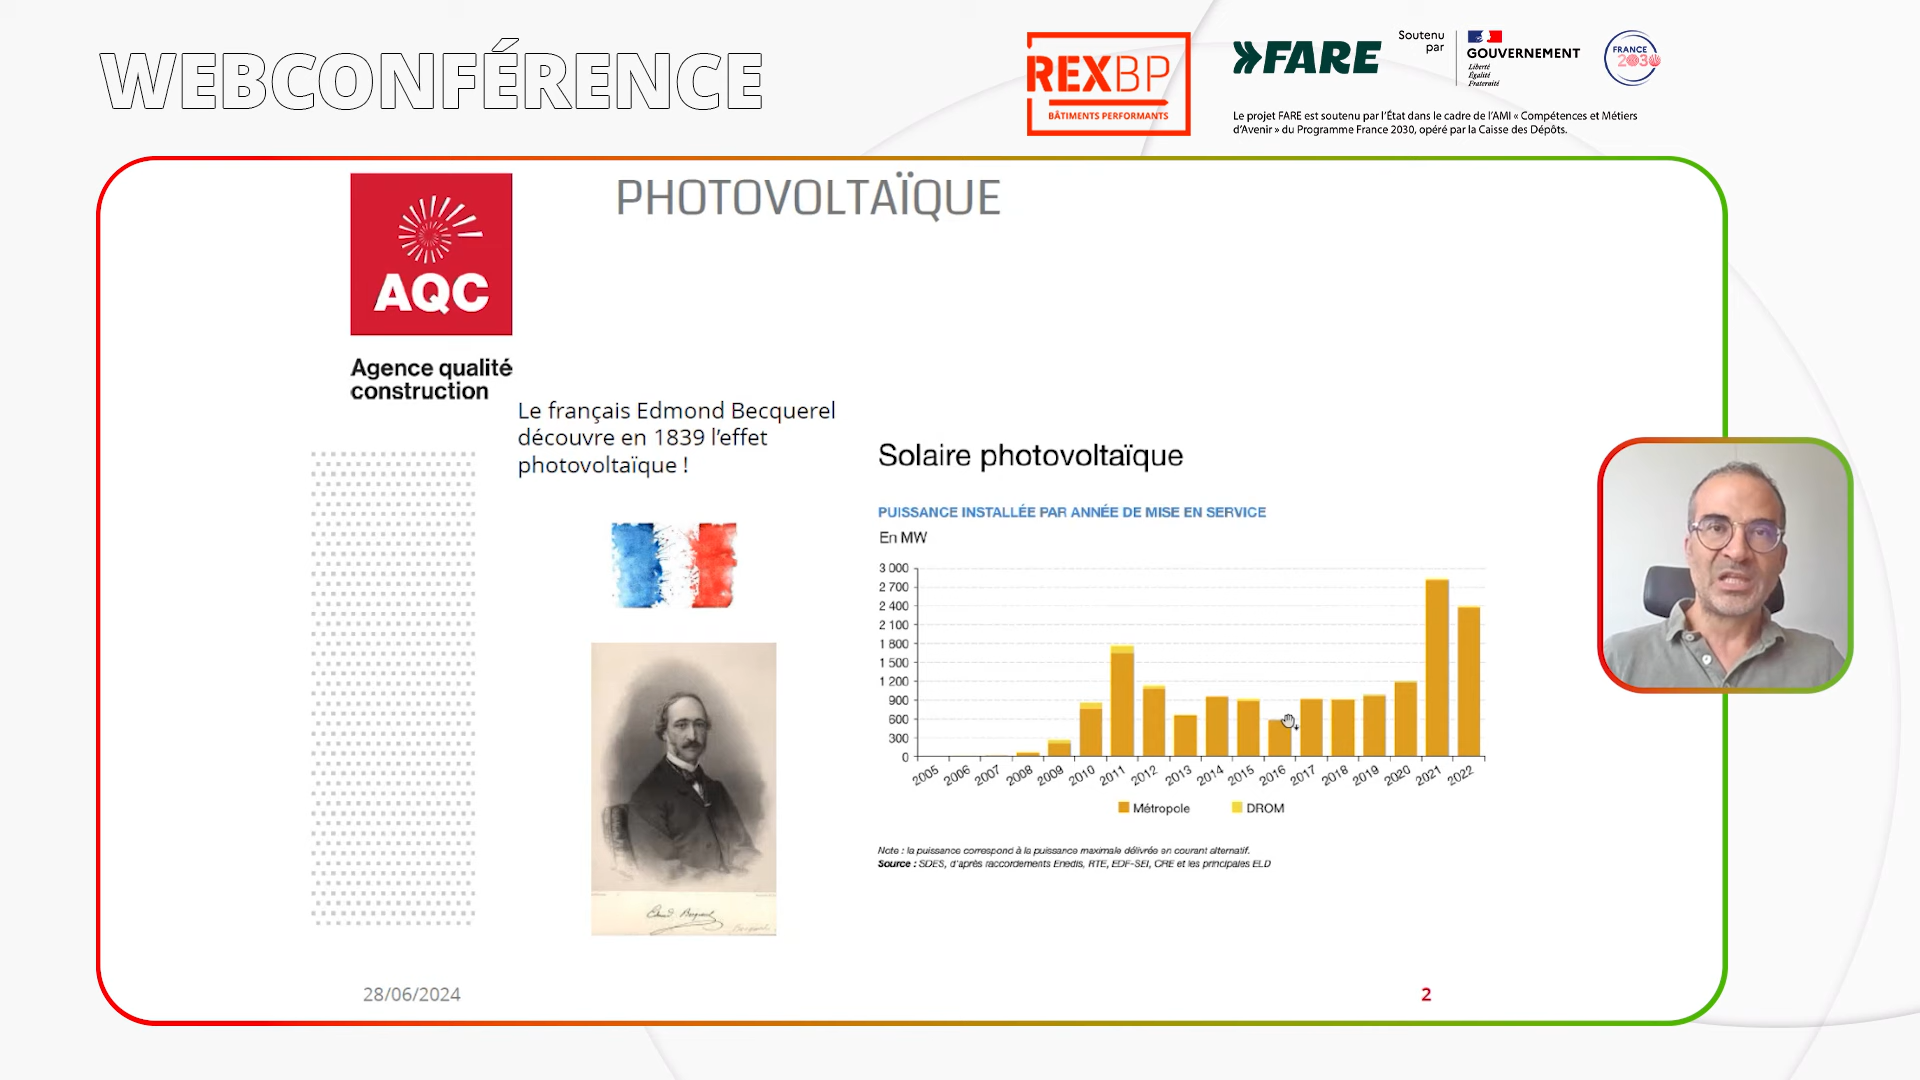 WEBCONFÉRENCE
REXBP
BÂTIMENTS PERFORMANTS
FARE
Soutenu
par
GOUVERNEMENT
Liberté
Égalité
Fraternité
FRANCE
2030
Le projet FARE est soutenu par l'État dans le cadre de l'AMI « Compétences et Métiers
d'Avenir » du Programme France 2030, opéré par la Caisse des Dépôts.
AQC
Agence qualité
construction
PHOTOVOLTAÏQUE
Le français Edmond Becquerel
découvre en 1839 l'effet
photovoltaïque !
Solaire photovoltaïque
PUISSANCE INSTALLÉE PAR ANNÉE DE MISE EN SERVICE
En MW
3 000
2 700
2 400
2 100
1 800
1 500
1 200
900
600
300
0
2005 2006 2007 2008 2009 2010 2011 2012 2013 2014 2015 2016 2017 2018 2019 2020 2021 2022
Métropole DROM
Note : la puissance correspond à la puissance maximale délivrée en courant alternatif.
Source : SDES, d'après raccordements Enedis, RTE, EDF-SEI, CRE et les principales ELD
28/06/2024
2